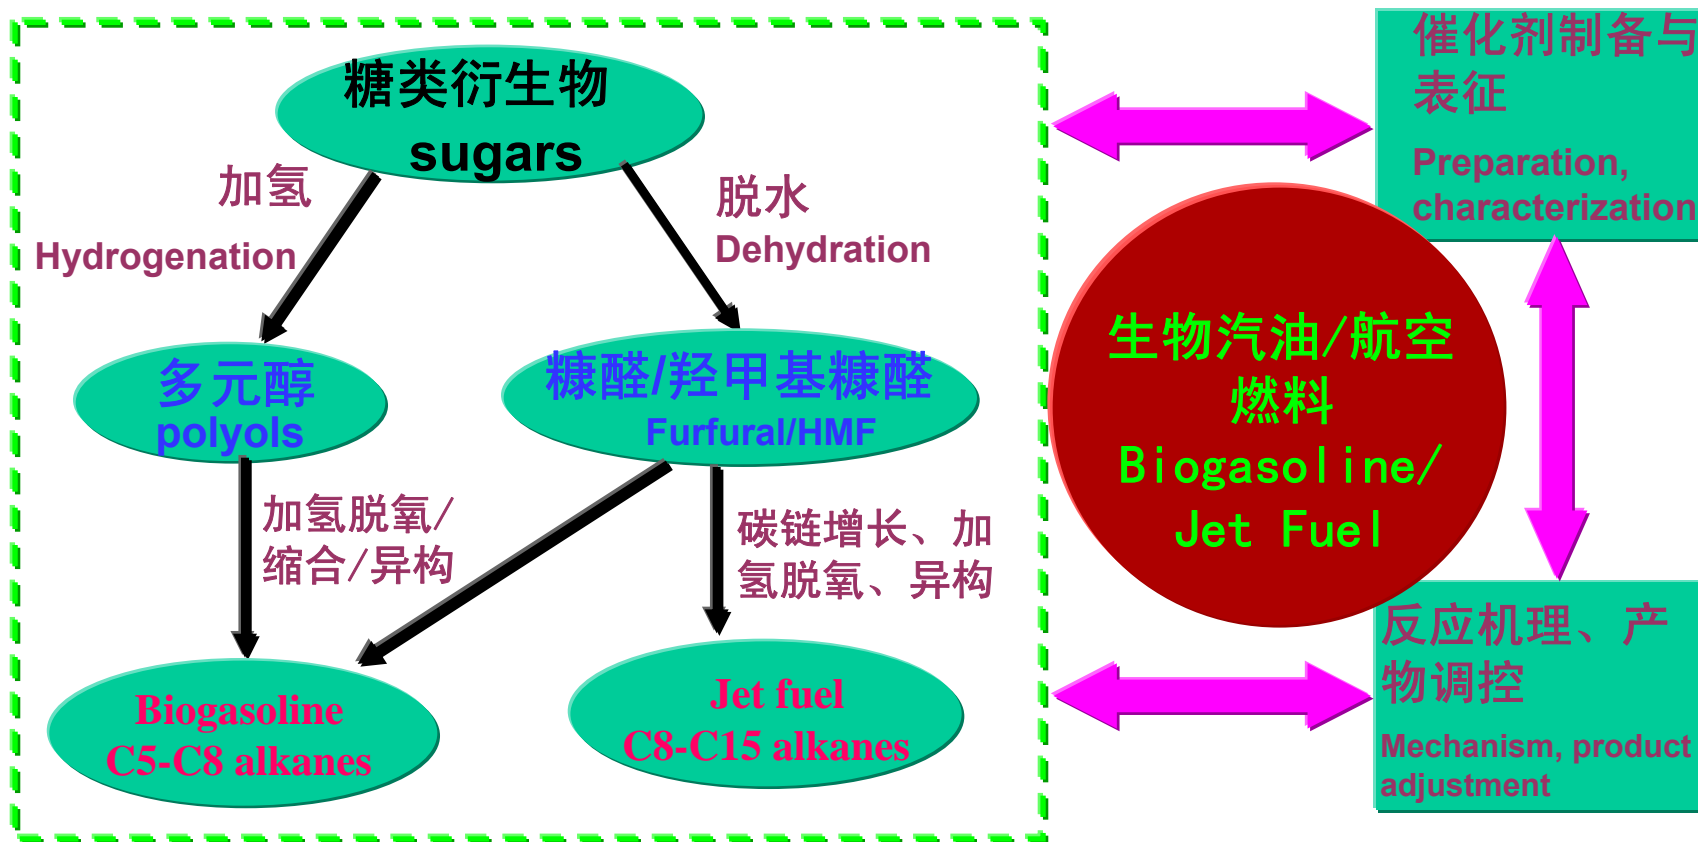 糖类衍生物
sugars
加氢
Hydrogenation
脱水
Dehydration
多元醇
polyols
糠醛/羟甲基糠醛
Furfural/HMF
加氢脱氧/
缩合/异构
碳链增长、加
氢脱氧、异构
Biogasoline
C5-C8 alkanes
Jet fuel
C8-C15 alkanes
催化剂制备与
表征
Preparation,
characterization
生物汽油/航空
燃料
Biogasoline/
Jet Fuel
反应机理、产
物调控
Mechanism, product
adjustment